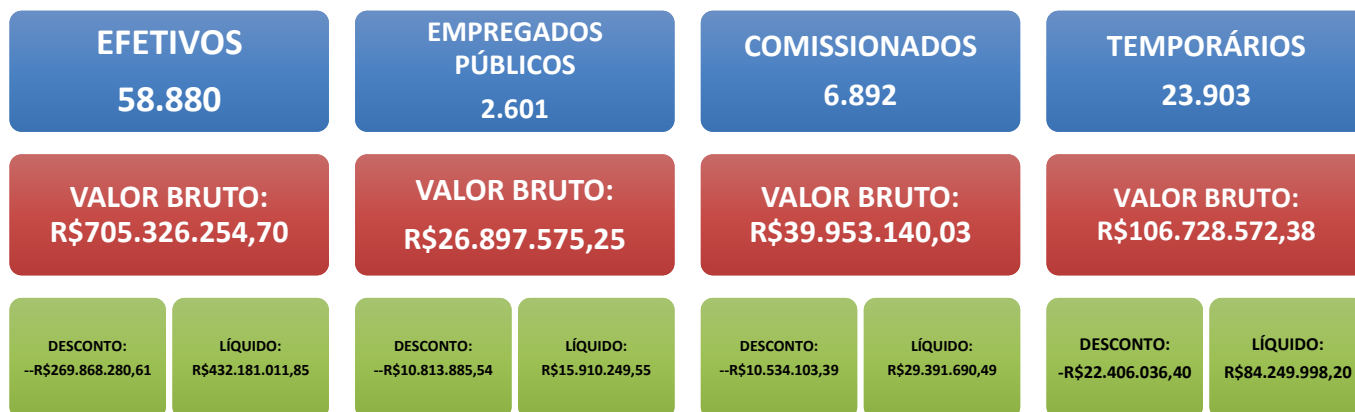 EFETIVOS
58.880
EMPREGADOS
PÚBLICOS
2.601
COMISSIONADOS
6.892
TEMPORÁRIOS
23.903
VALOR BRUTO:
R$705.326.254,70
VALOR BRUTO:
R$26.897.575,25
VALOR BRUTO:
R$39.953.140,03
VALOR BRUTO:
R$106.728.572,38
DESCONTO:
--R$269.868.280,61
LÍQUIDO:
R$432.181.011,85
DESCONTO:
--R$10.813.885,54
LÍQUIDO:
R$15.910.249,55
DESCONTO:
--R$10.534.103,39
LÍQUIDO:
R$29.391.690,49
DESCONTO:
-R$22.406.036,40
LÍQUIDO:
R$84.249.998,20